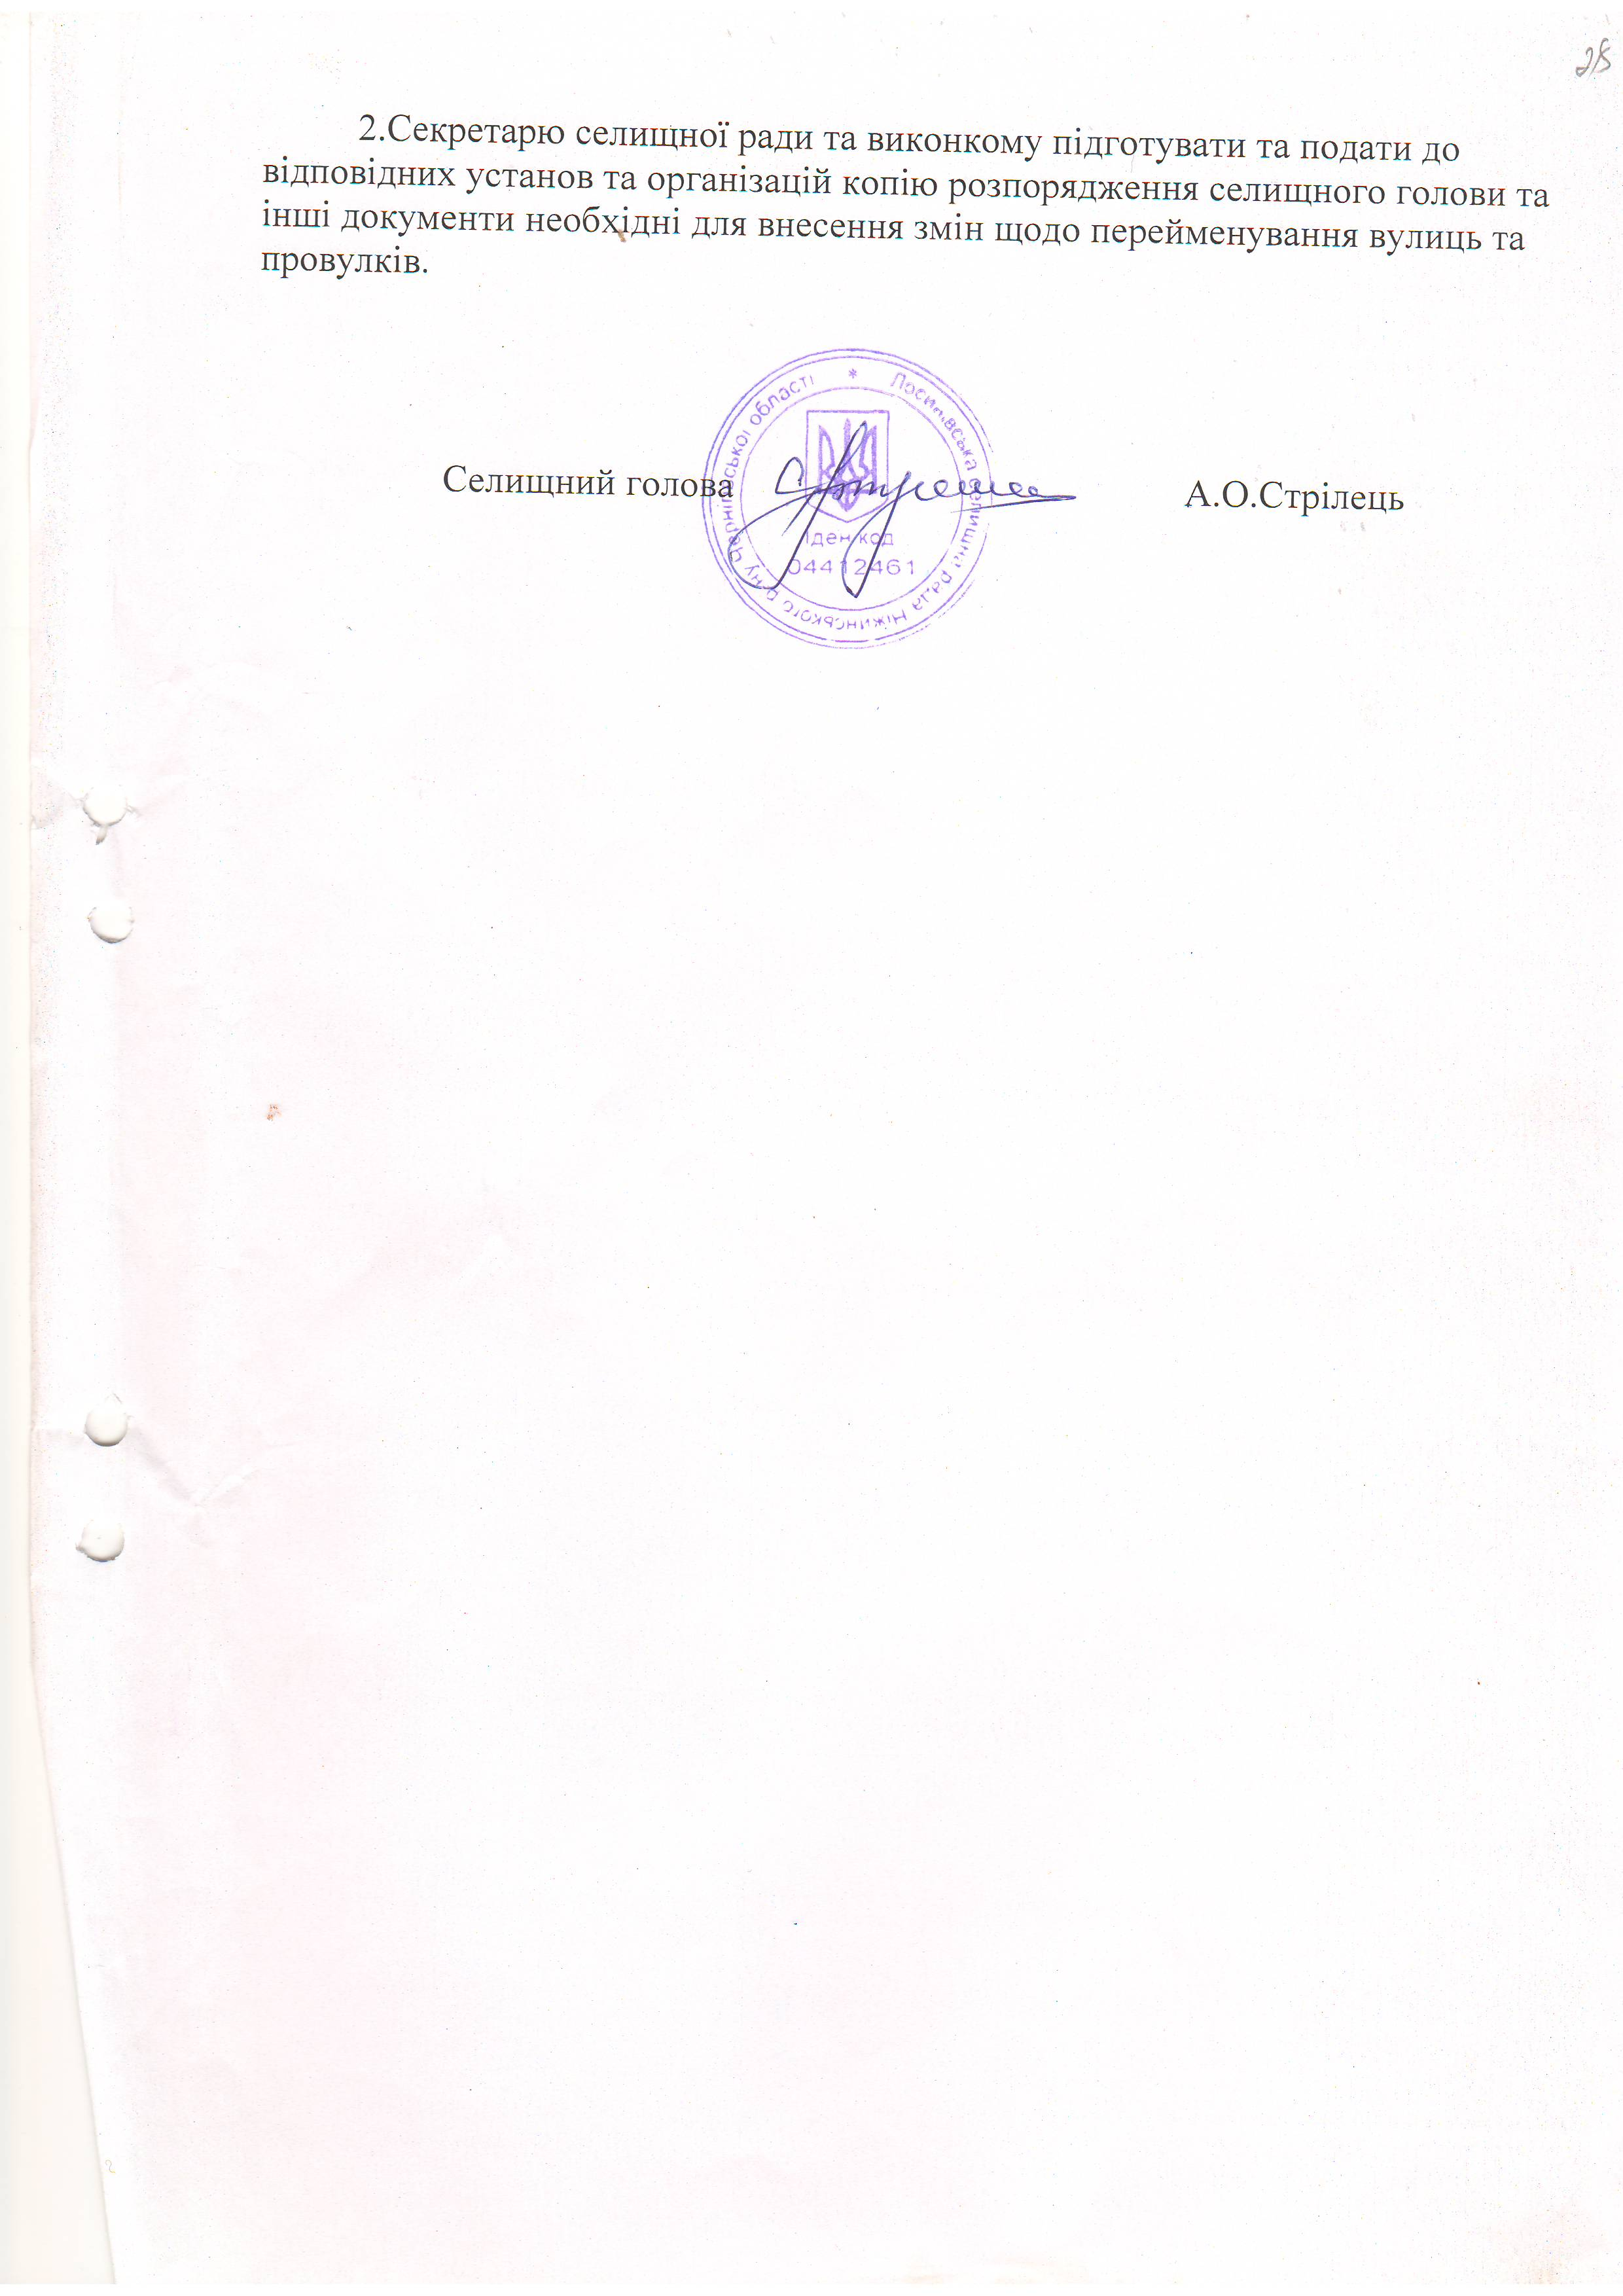 2.Секретарю селищної ради та виконкому підготувати та подати до
відповідних установ та організацій копію розпорядження селищного голови та
інші документи необхідні для внесення змін щодо перейменування вулиць та
провулків.
Селищний голова
А.О.Стрілець
Лосинівська селищна рада Ніжинського р-ну Чернігівської області *
Іден.код
04412461